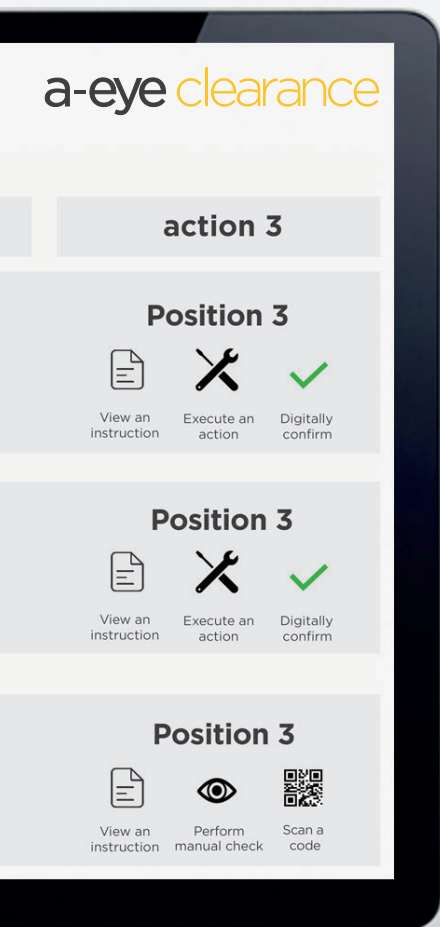 a-eye clearance
action 3
Position 3
View an
instruction
Execute an
action
Digitally
confirm
Position 3
View an
instruction
Execute an
action
Digitally
confirm
Position 3
View an
instruction
Perform
manual check
Scan a
code